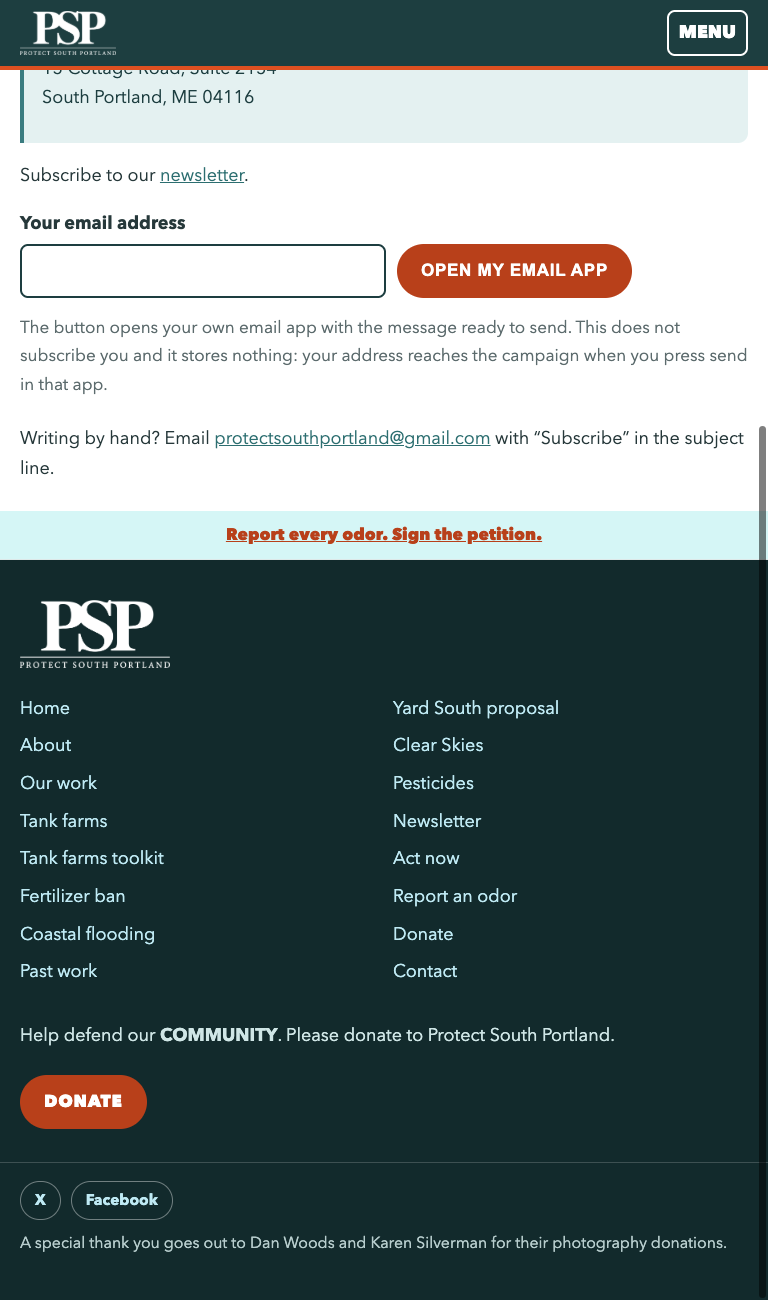 PSP
PROTECT SOUTH PORTLAND
MENU
15 Cottage Road, Suite 2154
South Portland, ME 04116
Subscribe to our newsletter.
Your email address
OPEN MY EMAIL APP
The button opens your own email app with the message ready to send. This does not
subscribe you and it stores nothing: your address reaches the campaign when you press send
in that app.
Writing by hand? Email protectsouthportland@gmail.com with “Subscribe” in the subject
line.
Report every odor. Sign the petition.
PSP
PROTECT SOUTH PORTLAND
Home
About
Our work
Tank farms
Tank farms toolkit
Fertilizer ban
Coastal flooding
Past work
Yard South proposal
Clear Skies
Pesticides
Newsletter
Act now
Report an odor
Donate
Contact
Help defend our COMMUNITY. Please donate to Protect South Portland.
DONATE
X
Facebook
A special thank you goes out to Dan Woods and Karen Silverman for their photography donations.